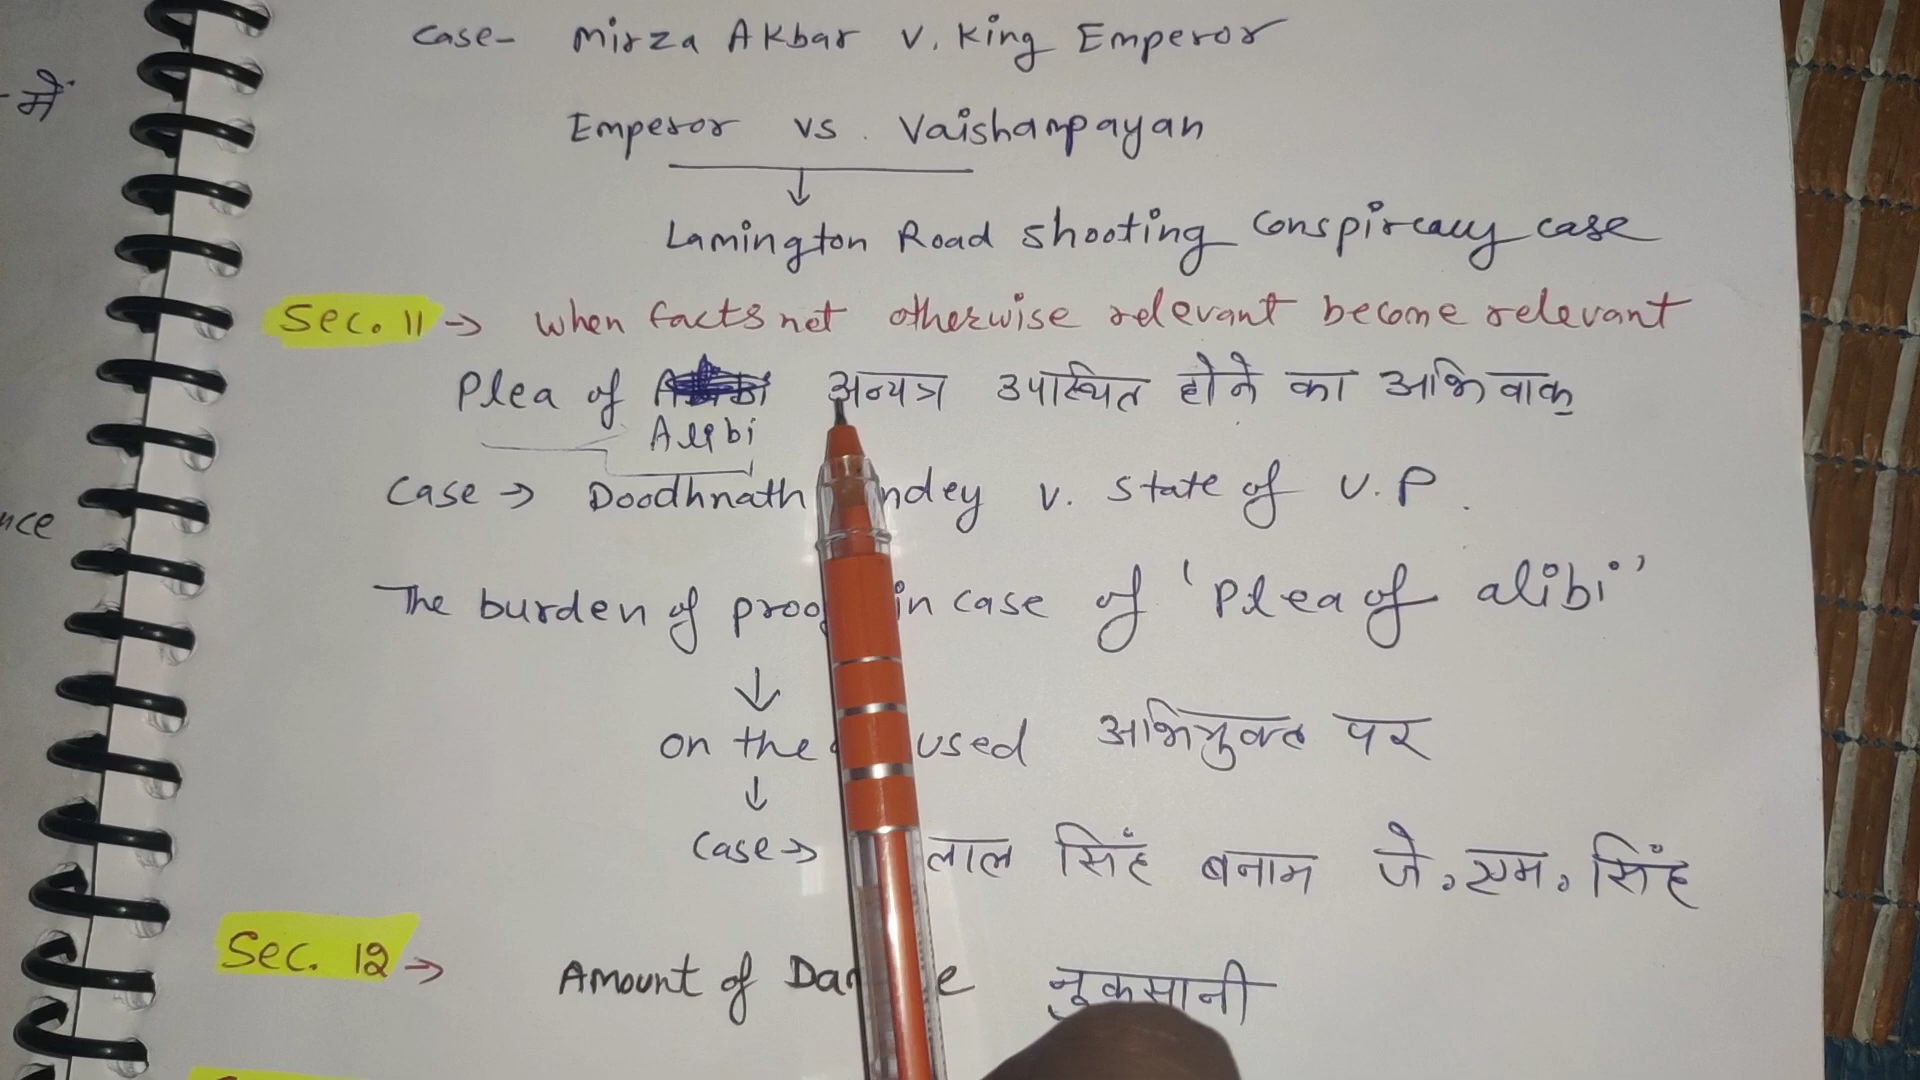 Case- Mirza Akbar v. King Emperor
- में
Emperor vs. Vaishampayan
↓
Lamington Road shooting Conspiracy case
Sec. 11 → when facts not otherwise relevant become relevant
Plea of अन्यत्र उपस्थित होने का अभिवाक्
Alibi
Case → Doodhnath ndey v. State of U.P.
nce
The burden of proof in case of 'Plea of alibi'
↓
on the used अभियुक्त पर
↓
Case → लाल सिंह बनाम जे. एम. सिंह
Sec. 12 → Amount of Da e नुकसानी